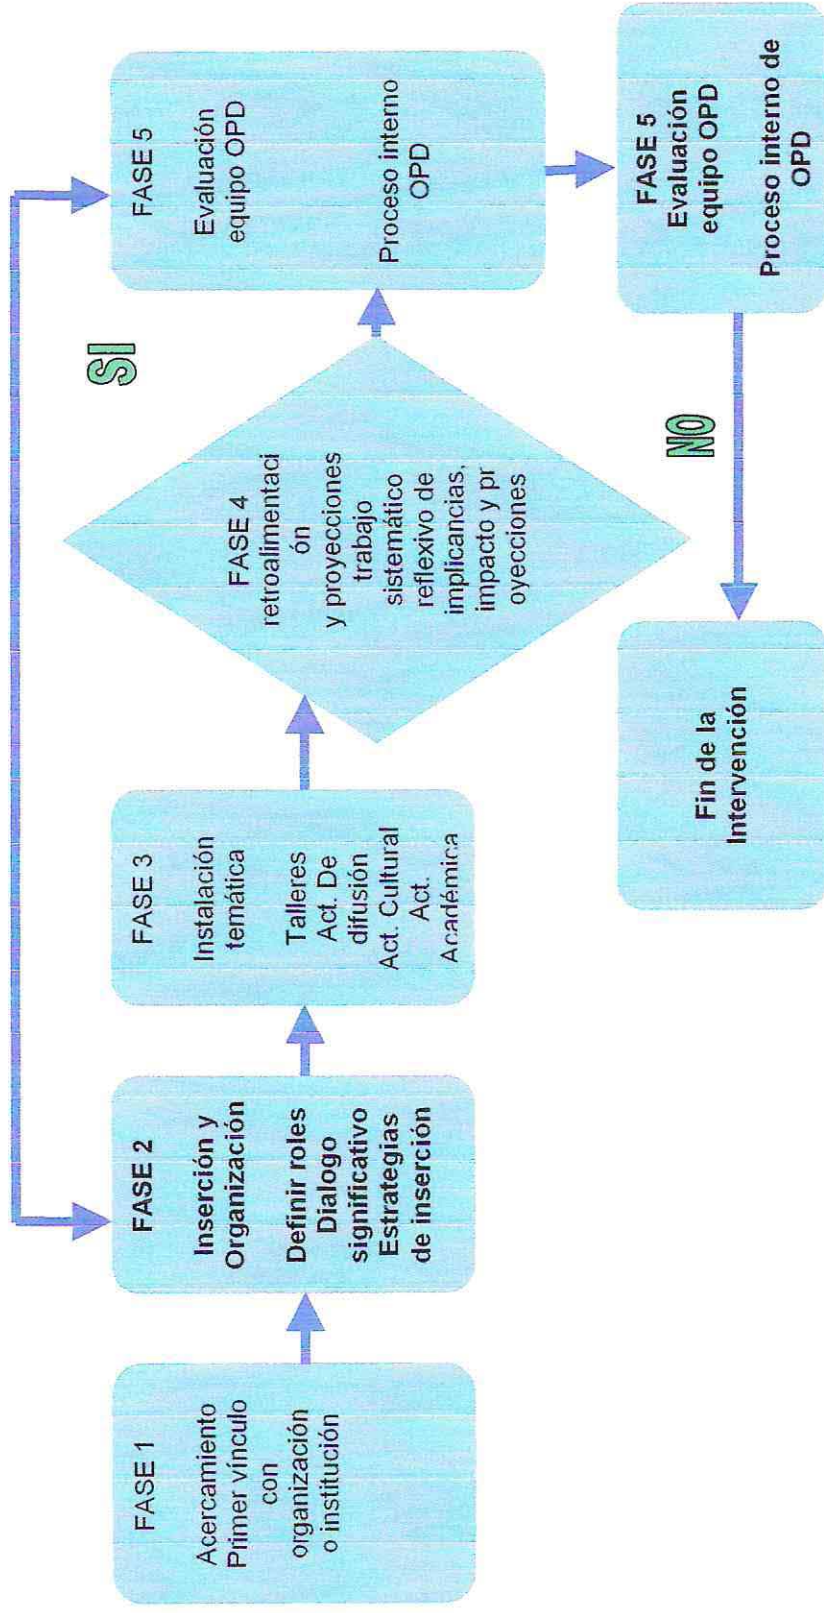 FASE 1
Acercamiento
Primer vínculo
con
organización
o institución
FASE 2
Inserción y
Organización
Definir roles
Dialogo
significativo
Estrategias
de inserción
FASE 3
Instalación
temática
Talleres
Act. De
difusión
Act. Cultural
Act.
Académica
FASE 4
retroalimentaci
ón
y proyecciones
trabajo
sistemático
reflexivo de
implicancias,
impacto y pr
oyecciones
SI
FASE 5
Evaluación
equipo OPD
Proceso interno
OPD
FASE 5
Evaluación
equipo OPD
Proceso interno de
OPD
NO
Fin de la
Intervención